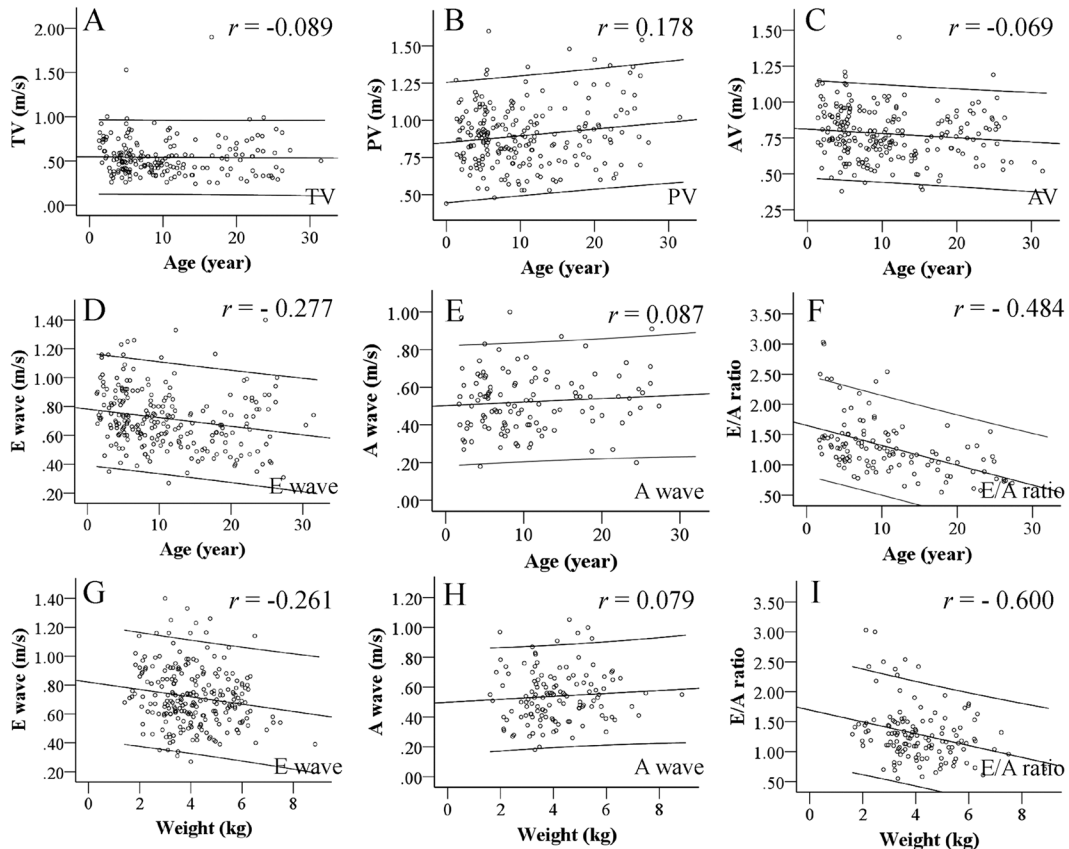 A
r = -0.089
2.00
1.50
1.00
.50
.00
TV (m/s)
TV
0 10 20 30
Age (year)
B
r = 0.178
1.50
1.25
1.00
.75
.50
PV (m/s)
PV
0 10 20 30
Age (year)
C
r = -0.069
1.50
1.25
1.00
0.75
.50
.25
AV (m/s)
AV
0 10 20 30
Age (year)
D
r = - 0.277
1.40
1.20
1.00
.80
.60
.40
.20
E wave (m/s)
E wave
0 10 20 30
Age (year)
E
r = 0.087
1.00
.80
.60
.40
.20
.00
A wave (m/s)
A wave
0 10 20 30
Age (year)
F
r = - 0.484
3.50
3.00
2.50
2.00
1.50
1.00
.50
E/A ratio
E/A ratio
0 10 20 30
Age (year)
G
r = -0.261
1.40
1.20
1.00
.80
.60
.40
.20
E wave (m/s)
E wave
0 2 4 6 8
Weight (kg)
H
r = 0.079
1.20
1.00
.80
.60
.40
.20
.00
A wave (m/s)
A wave
0 2 4 6 8
Weight (kg)
I
r = - 0.600
3.50
3.00
2.50
2.00
1.50
1.00
.50
E/A ratio
E/A ratio
0 2 4 6 8
Weight (kg)